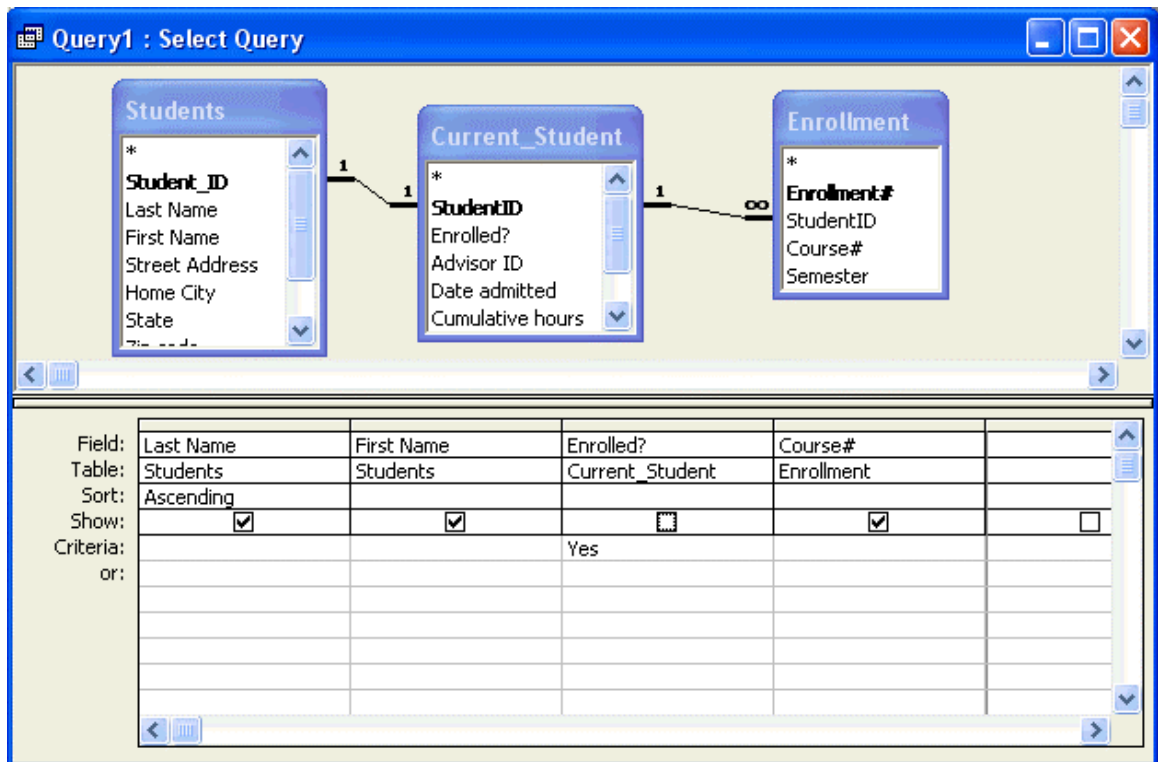 Query1 : Select Query
Students
*
Student_ID
Last Name
First Name
Street Address
Home City
State
Current_Student
*
StudentID
Enrolled?
Advisor ID
Date admitted
Cumulative hours
Enrollment
*
Enrollment#
StudentID
Course#
Semester
1 1 1 ∞
Field: Last Name First Name Enrolled? Course#
Table: Students Students Current_Student Enrollment
Sort: Ascending
Show:
Criteria: Yes
or: